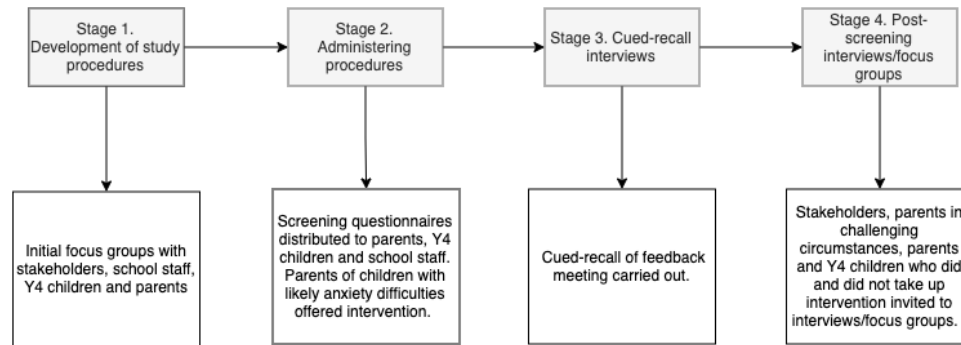 Stage 1.
Development of study
procedures
Stage 2.
Administering
procedures
Stage 3. Cued-recall
interviews
Stage 4. Post-
screening
interviews/focus
groups
Initial focus groups with
stakeholders, school staff,
Y4 children and parents
Screening questionnaires
distributed to parents, Y4
children and school staff.
Parents of children with
likely anxiety difficulties
offered intervention.
Cued-recall of feedback
meeting carried out.
Stakeholders, parents in
challenging
circumstances, parents
and Y4 children who did
and did not take up
intervention invited to
interviews/focus groups.